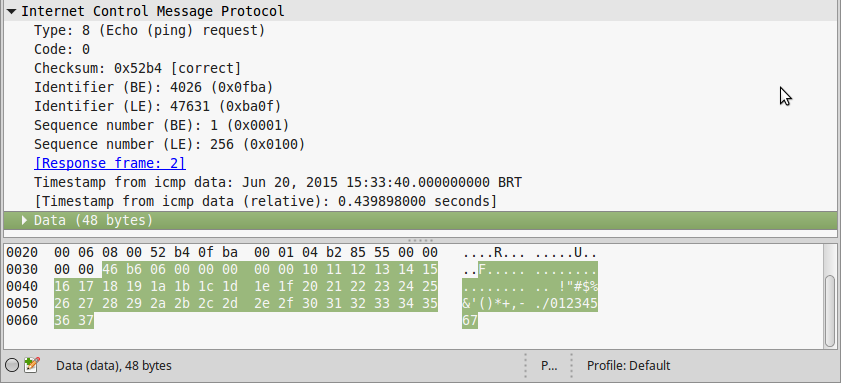 Internet Control Message Protocol
Type: 8 (Echo (ping) request)
Code: 0
Checksum: 0x52b4 [correct]
Identifier (BE): 4026 (0x0fba)
Identifier (LE): 47631 (0xba0f)
Sequence number (BE): 1 (0x0001)
Sequence number (LE): 256 (0x0100)
[Response frame: 2]
Timestamp from icmp data: Jun 20, 2015 15:33:40.000000000 BRT
[Timestamp from icmp data (relative): 0.439898000 seconds]
Data (48 bytes)
0020 00 06 08 00 52 b4 0f ba 00 01 04 b2 85 55 00 00 ....R... .....U..
0030 00 00 46 b6 06 00 00 00 00 00 10 11 12 13 14 15 ..F..... ........
0040 16 17 18 19 1a 1b 1c 1d 1e 1f 20 21 22 23 24 25 ........ .. !"#$%
0050 26 27 28 29 2a 2b 2c 2d 2e 2f 30 31 32 33 34 35 &'()*+,- ./012345
0060 36 37 67
Data (data), 48 bytes P... Profile: Default